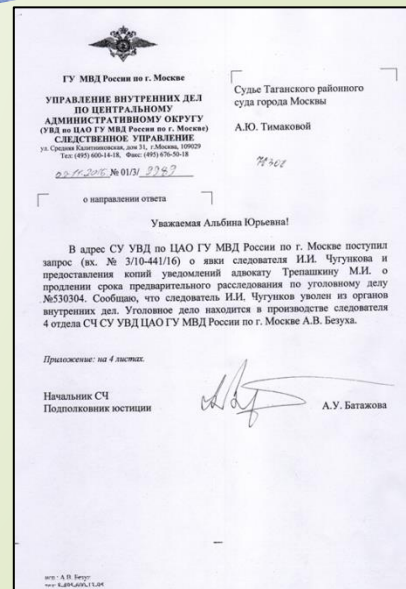 ГУ МВД России по г. Москве
УПРАВЛЕНИЕ ВНУТРЕННИХ ДЕЛ
ПО ЦЕНТРАЛЬНОМУ
АДМИНИСТРАТИВНОМУ ОКРУГУ
(УВД по ЦАО ГУ МВД России по г. Москве)
СЛЕДСТВЕННОЕ УПРАВЛЕНИЕ
ул. Средняя Калитниковская, дом 31, г.Москва, 109029
Тел: (495) 600-14-18, Факс: (495) 676-50-18
№ 01/3/
о направлении ответа
Судье Таганского районного
суда города Москвы
А.Ю. Тимаковой
Уважаемая Альбина Юрьевна!
В адрес СУ УВД по ЦАО ГУ МВД России по г. Москве поступил
запрос (вх. № 3/10-441/16) о явки следователя И.И. Чугункова и
предоставления копий уведомлений адвокату Трепашкину М.И. о
продлении срока предварительного расследования по уголовному делу
№530304. Сообщаю, что следователь И.И. Чугунков уволен из органов
внутренних дел. Уголовное дело находится в производстве следователя
4 отдела СЧ СУ УВД ЦАО ГУ МВД России по г. Москве А.В. Безуха.
Приложение: на 4 листах.
Начальник СЧ
Подполковник юстиции
А.У. Батажова